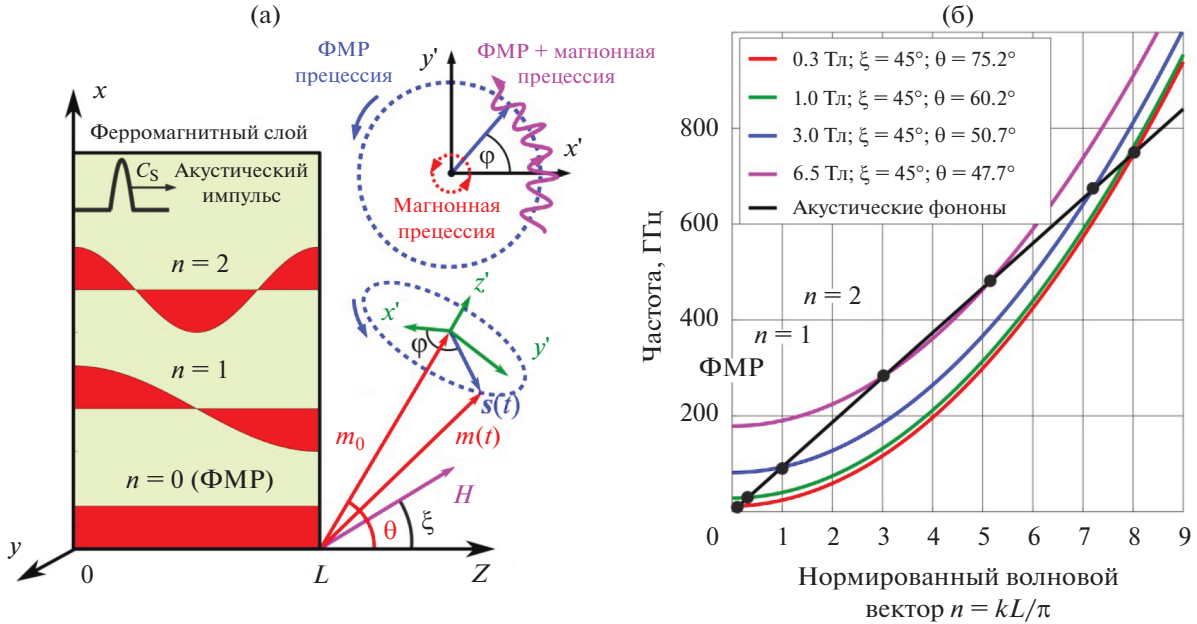 (а)
ФМР
прецессия
y'
ФМР + магнонная
прецессия
x'
φ
Магнонная
прецессия
x
Ферромагнитный слой
C_S
Акустический
импульс
n = 2
n = 1
n = 0 (ФМР)
z'
x'
φ
y'
s(t)
m_0
m(t)
H
θ
ξ
y
0
L
Z
(б)
0.3 Тл; ξ = 45°; θ = 75.2°
1.0 Тл; ξ = 45°; θ = 60.2°
3.0 Тл; ξ = 45°; θ = 50.7°
6.5 Тл; ξ = 45°; θ = 47.7°
Акустические фононы
Частота, ГГц
800
600
400
200
n = 2
n = 1
ФМР
0 1 2 3 4 5 6 7 8 9
Нормированный волновой
вектор n = kL/π